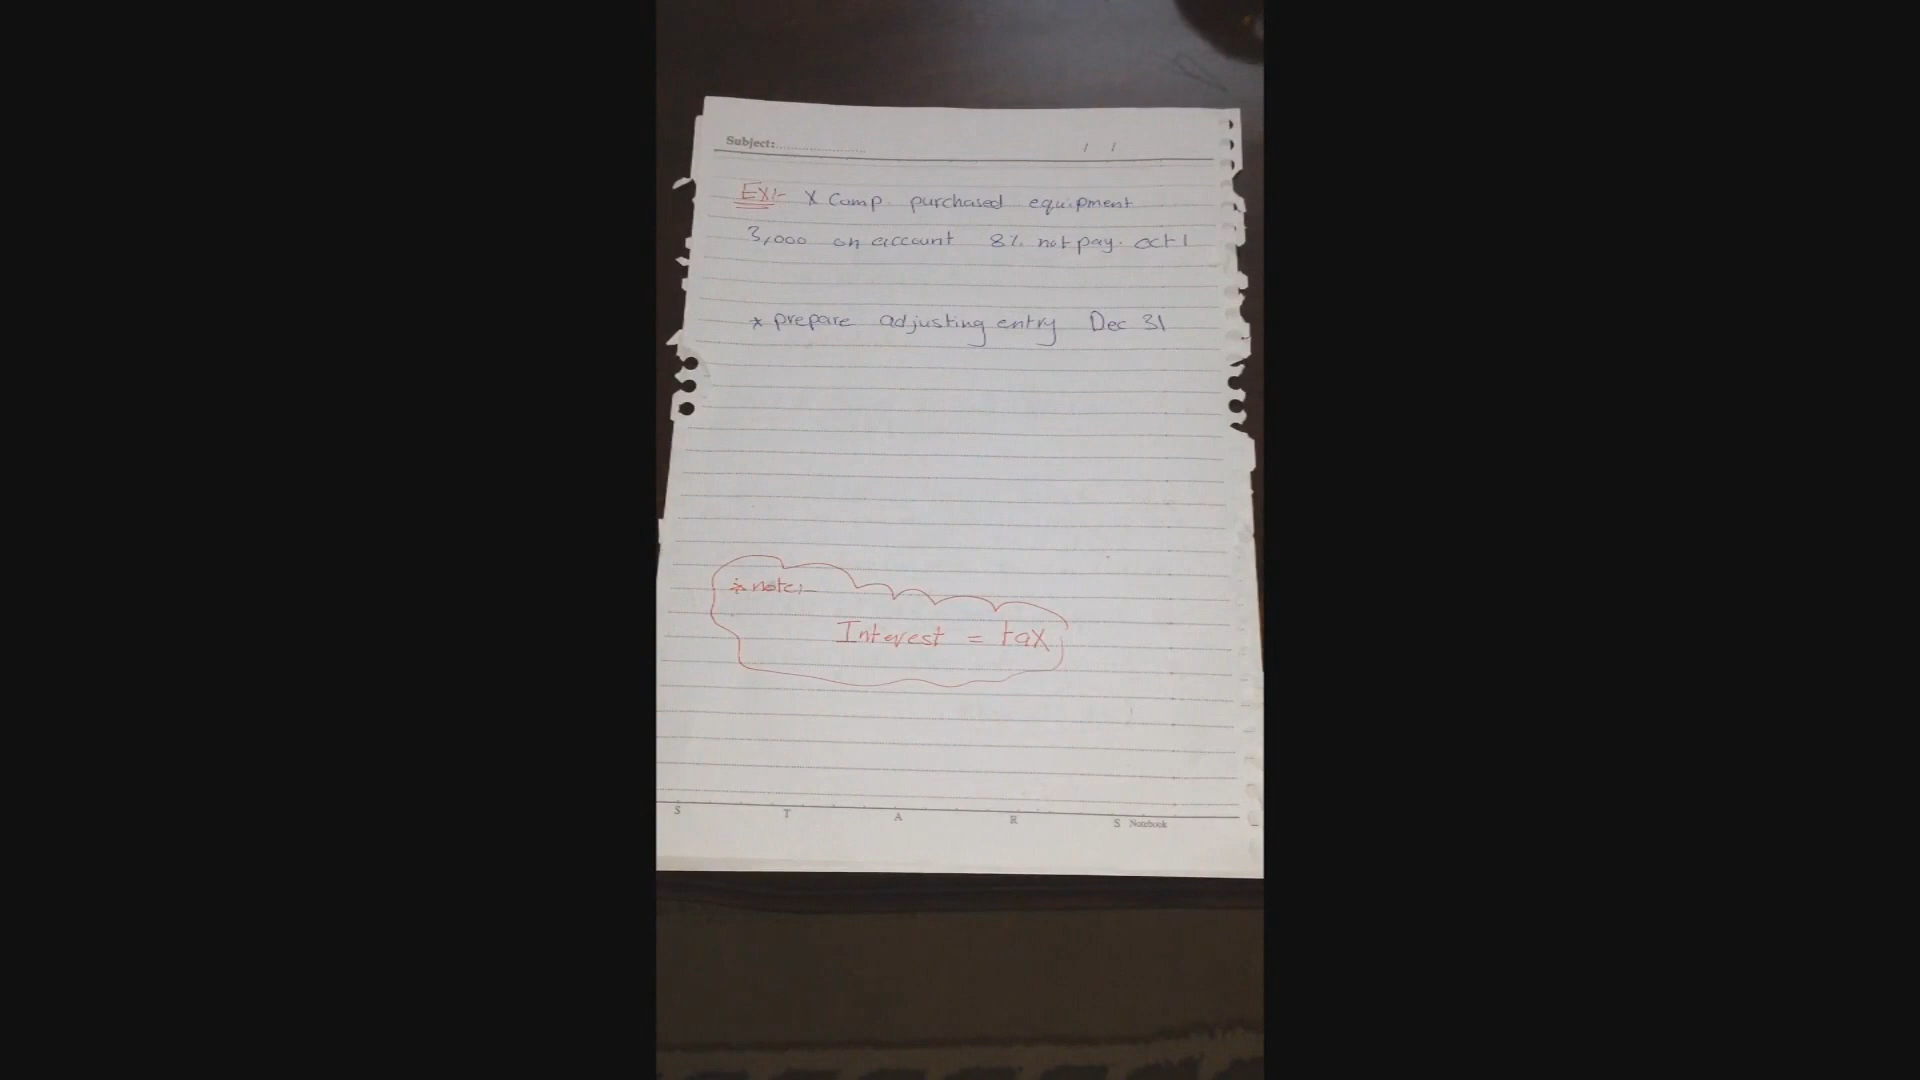 Subject:.................... / /
Ex:- X Comp. purchased equipment
3,000 on account 8% not pay. oct 1
* prepare adjusting entry Dec 31
* note:-
Interest = tax
S T A R S Notebook